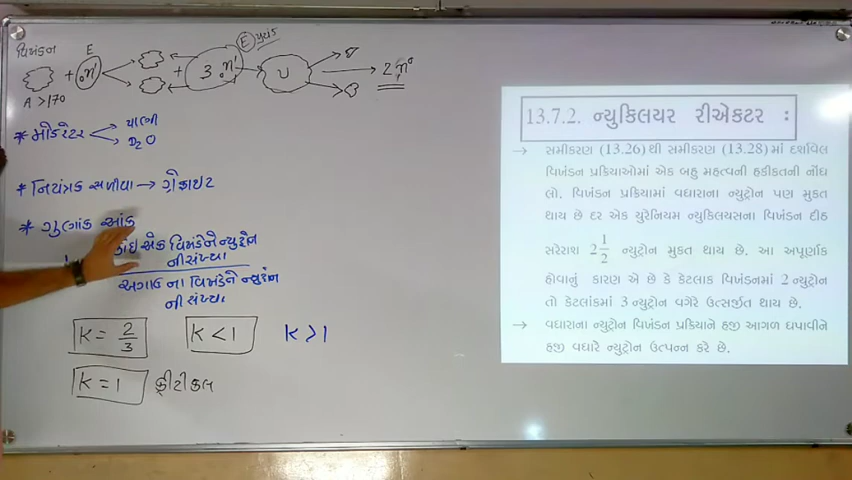 વિખંડન
E
E
+ ₀n¹ + 3 ₀n¹ U 2 ₀n¹
A > 170
* મોડરેટર
પાણી
D₂O
* નિયંત્રક સળીયા → ગ્રેફાઇટ
* ગુણાંક આંક
કોઇ એક વિખંડને ન્યુટ્રોન
ની સંખ્યા
અગાઉ ના વિખંડને ન્યુટ્રોન
ની સંખ્યા
K = 2/3 K < 1 K > 1
K = 1 ક્રીટીકલ
13.7.2. ન્યુક્લિયર રીએક્ટર :
→ સમીકરણ (13.26) થી સમીકરણ (13.28) માં દર્શાવેલ
વિખંડન પ્રક્રિયાઓમાં એક બહુ મહત્વની હકીકતની નોંધ
લો. વિખંડન પ્રક્રિયામાં વધારાના ન્યુટ્રોન પણ મુક્ત
થાય છે દર એક યુરેનિયમ ન્યુક્લિયસના વિખંડન દીઠ
સરેરાશ 2 1/2 ન્યુટ્રોન મુક્ત થાય છે. આ અપૂર્ણાંક
હોવાનું કારણ એ છે કે કેટલાક વિખંડનમાં 2 ન્યુટ્રોન
તો કેટલાંકમાં 3 ન્યુટ્રોન વગેરે ઉત્સર્જીત થાય છે.
→ વધારાના ન્યુટ્રોન વિખંડન પ્રક્રિયાને હજી આગળ ધપાવીને
હજી વધારે ન્યુટ્રોન ઉત્પન્ન કરે છે.